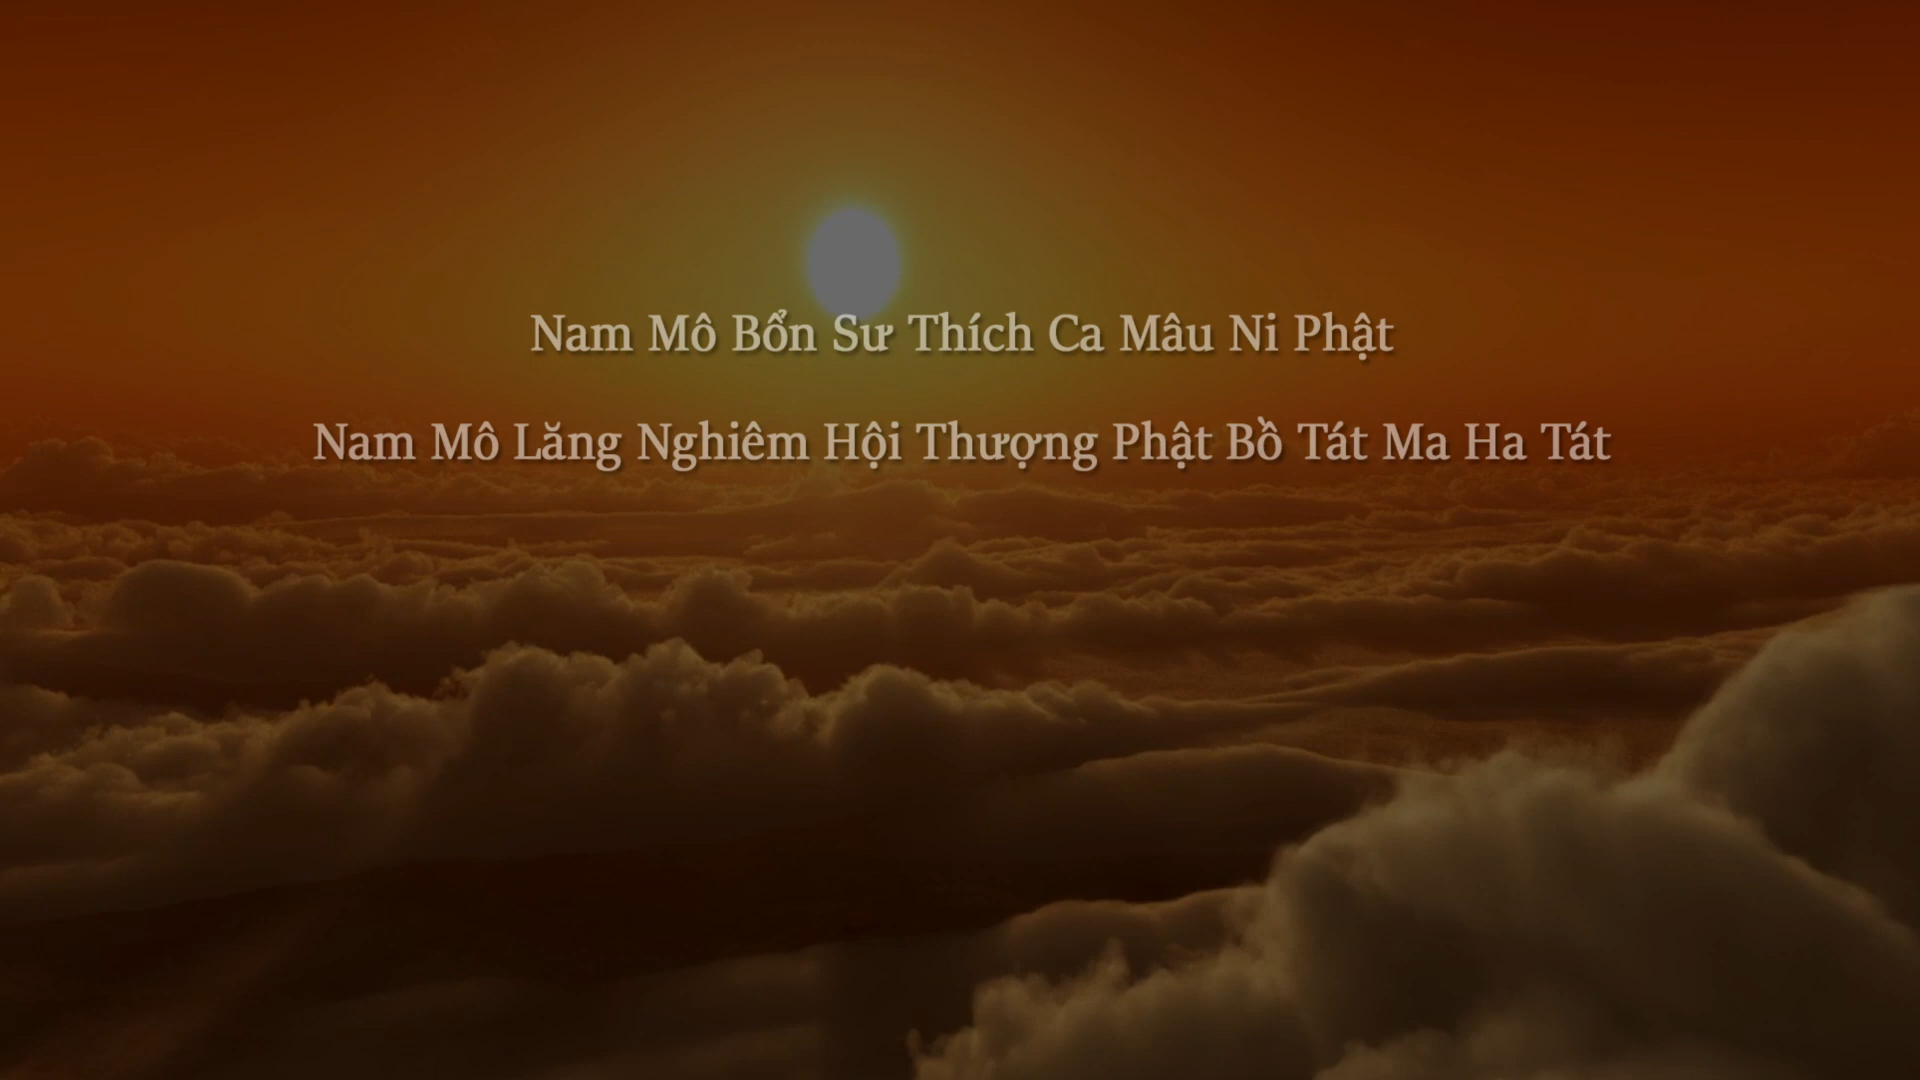 Nam Mô Bổn Sư Thích Ca Mâu Ni Phật
Nam Mô Lăng Nghiêm Hội Thượng Phật Bồ Tát Ma Ha Tát